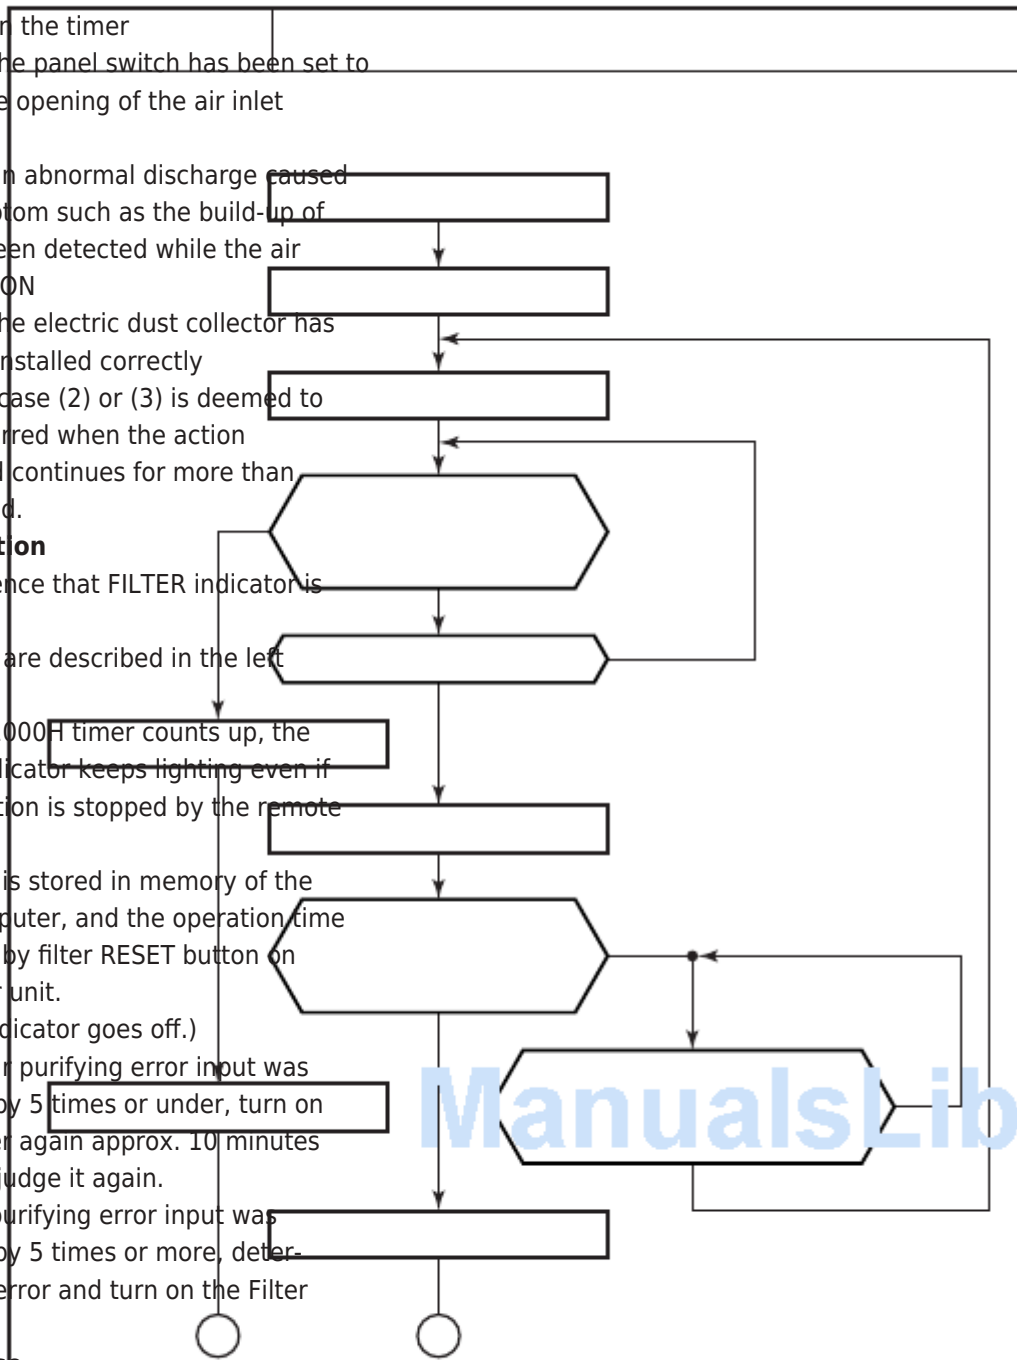 n the timer
he panel switch has been set to
e opening of the air inlet
n abnormal discharge caused
ptom such as the build-up of
een detected while the air
ON
he electric dust collector has
nstalled correctly
case (2) or (3) is deemed to
rred when the action
d continues for more than
d.
tion
ence that FILTER indicator is
are described in the left
000H timer counts up, the
dicator keeps lighting even if
tion is stopped by the remote
is stored in memory of the
puter, and the operation time
by filter RESET button on
r unit.
dicator goes off.)
r purifying error input was
by 5 times or under, turn on
er again approx. 10 minutes
judge it again.
purifying error input was
by 5 times or more, deter-
error and turn on the Filter
ManualsLib